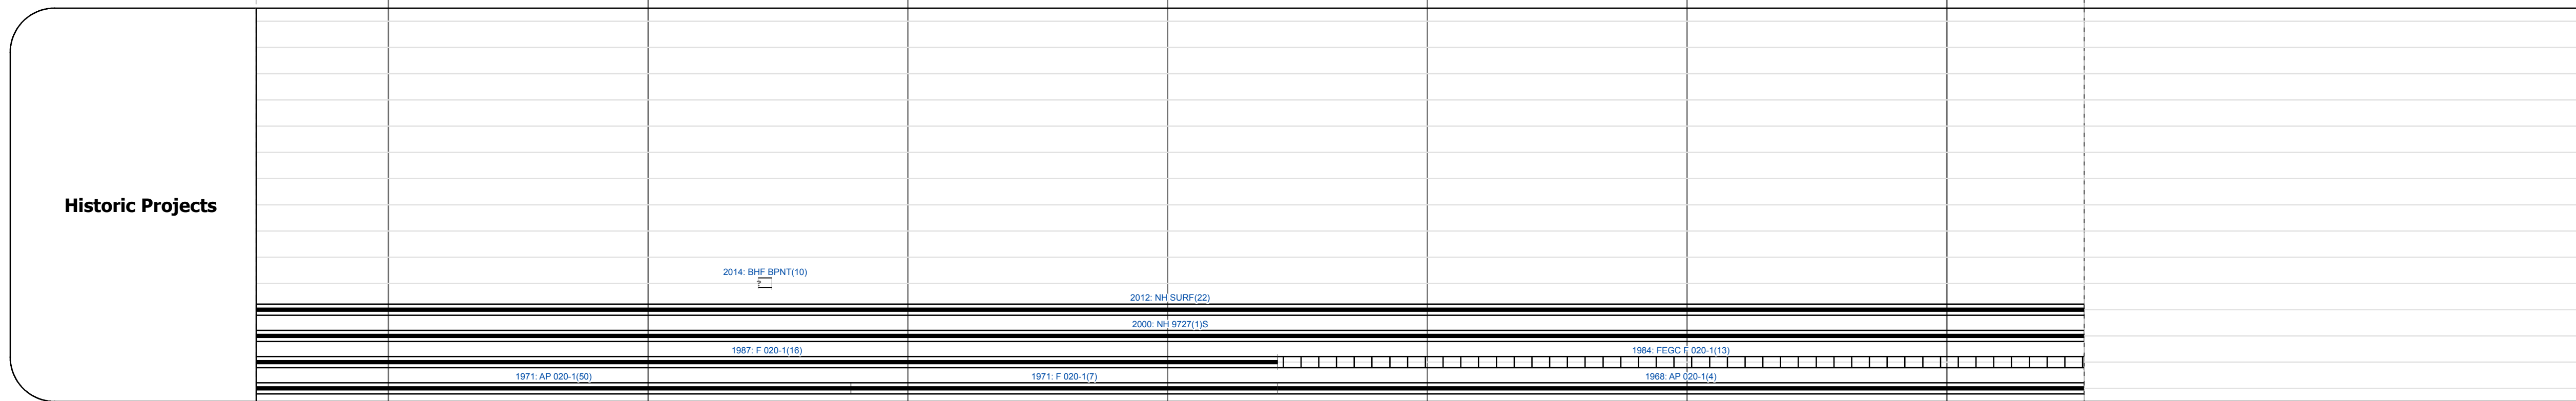 Historic Projects
2014: BHF BPNT(10)
2012: NH SURF(22)
2000: NH 9727(1)S
1987: F 020-1(16)
1984: FEGC F 020-1(13)
1971: AP 020-1(50)
1971: F 020-1(7)
1968: AP 020-1(4)